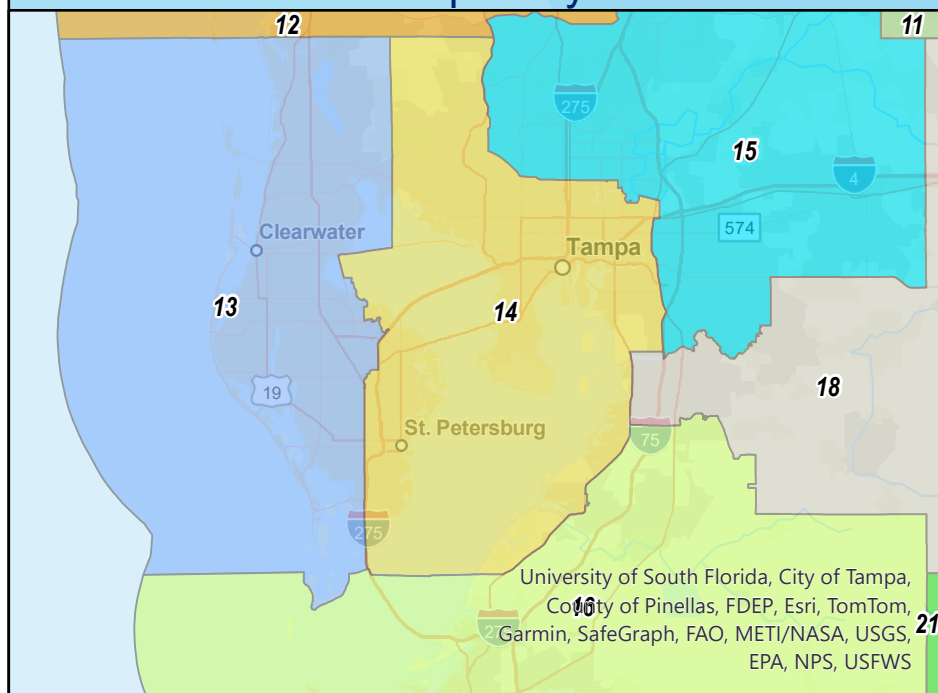 12
11
275
15
4
574
Clearwater
Tampa
13
14
18
19
St. Petersburg
75
275
University of South Florida, City of Tampa,
County of Pinellas, FDEP, Esri, TomTom,
16
Garmin, SafeGraph, FAO, METI/NASA, USGS,
21
EPA, NPS, USFWS